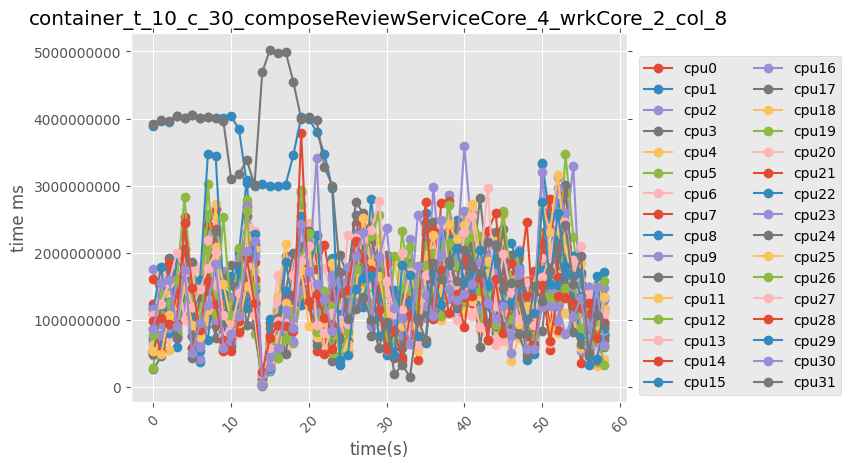 container_t_10_c_30_composeReviewServiceCore_4_wrkCore_2_col_8
time ms
5000000000
4000000000
3000000000
2000000000
1000000000
0
0
10
20
30
40
50
60
time(s)
cpu0
cpu1
cpu2
cpu3
cpu4
cpu5
cpu6
cpu7
cpu8
cpu9
cpu10
cpu11
cpu12
cpu13
cpu14
cpu15
cpu16
cpu17
cpu18
cpu19
cpu20
cpu21
cpu22
cpu23
cpu24
cpu25
cpu26
cpu27
cpu28
cpu29
cpu30
cpu31